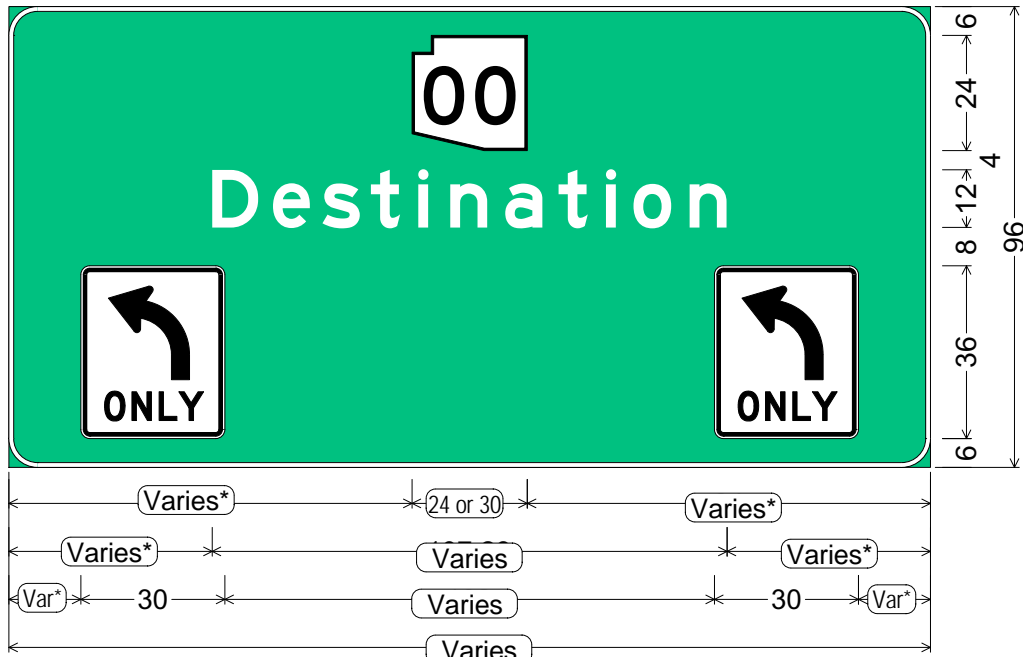 00
Destination
ONLY ONLY
6
24
4
12
8
96
36
6
Varies* 24 or 30 Varies*
Varies* Varies Varies*
Var* 30 Varies 30 Var*
Varies